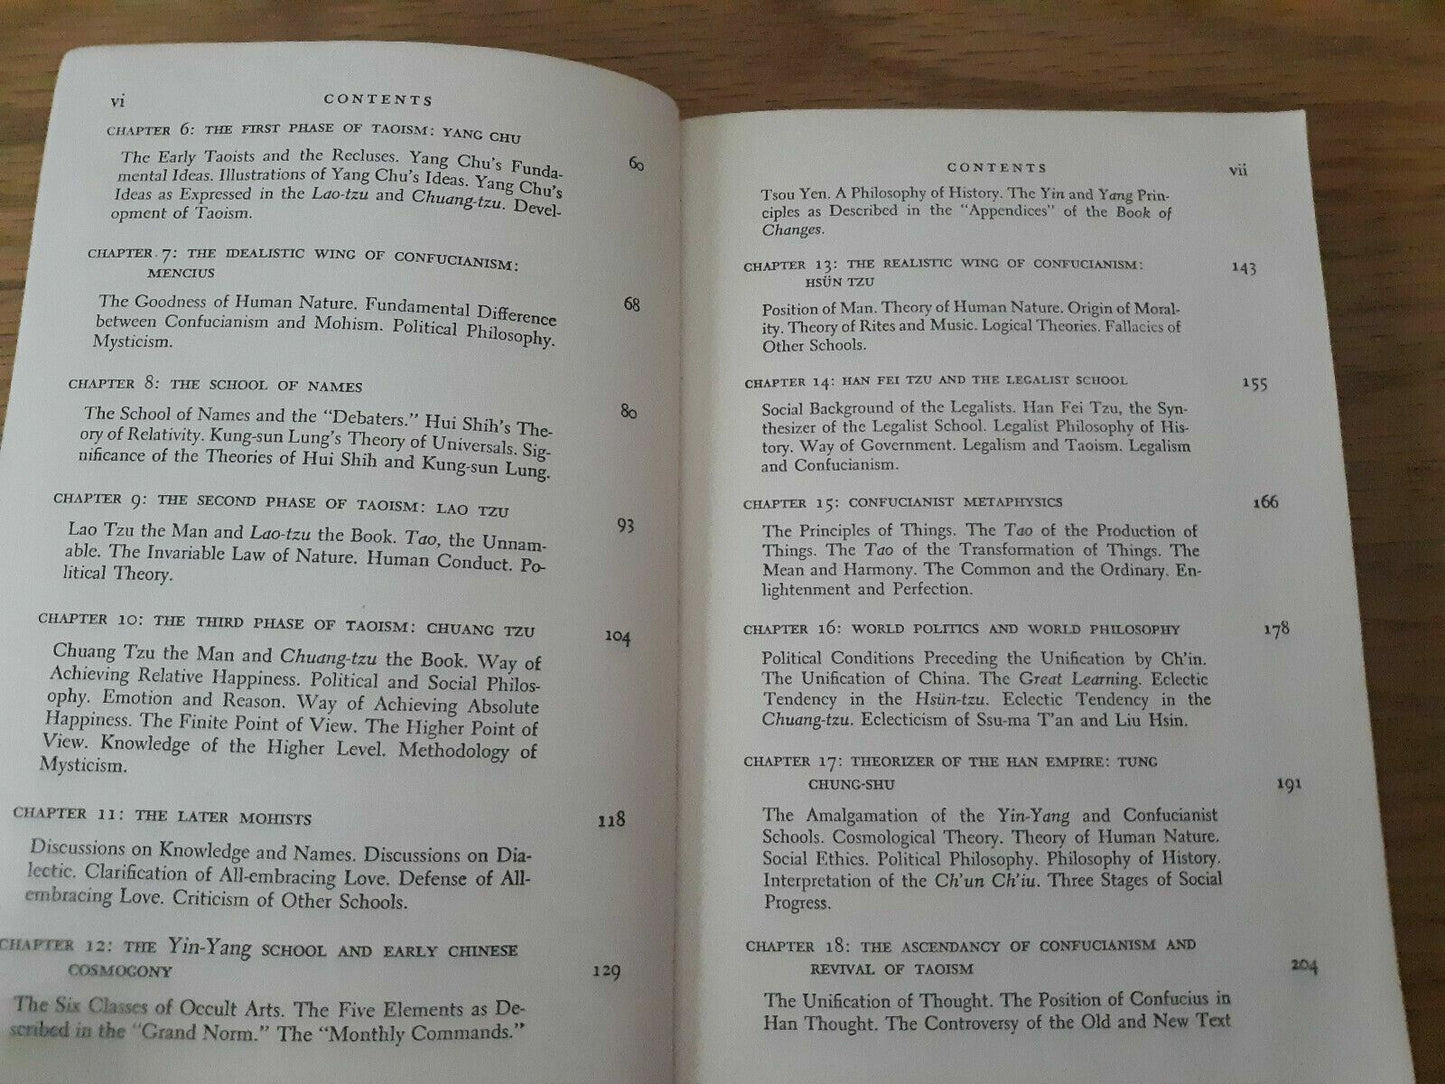 vi CONTENTS
CHAPTER 6: THE FIRST PHASE OF TAOISM: YANG CHU 60
The Early Taoists and the Recluses. Yang Chu's Funda-
mental Ideas. Illustrations of Yang Chu's Ideas. Yang Chu's
Ideas as Expressed in the Lao-tzu and Chuang-tzu. Devel-
opment of Taoism.
CHAPTER 7: THE IDEALISTIC WING OF CONFUCIANISM:
MENCIUS 68
The Goodness of Human Nature. Fundamental Difference
between Confucianism and Mohism. Political Philosophy.
Mysticism.
CHAPTER 8: THE SCHOOL OF NAMES 80
The School of Names and the "Debaters." Hui Shih's The-
ory of Relativity. Kung-sun Lung's Theory of Universals. Sig-
nificance of the Theories of Hui Shih and Kung-sun Lung.
CHAPTER 9: THE SECOND PHASE OF TAOISM: LAO TZU 93
Lao Tzu the Man and Lao-tzu the Book. Tao, the Unnam-
able. The Invariable Law of Nature. Human Conduct. Po-
litical Theory.
CHAPTER 10: THE THIRD PHASE OF TAOISM: CHUANG TZU 104
Chuang Tzu the Man and Chuang-tzu the Book. Way of
Achieving Relative Happiness. Political and Social Philos-
ophy. Emotion and Reason. Way of Achieving Absolute
Happiness. The Finite Point of View. The Higher Point of
View. Knowledge of the Higher Level. Methodology of
Mysticism.
CHAPTER 11: THE LATER MOHISTS 118
Discussions on Knowledge and Names. Discussions on Dia-
lectic. Clarification of All-embracing Love. Defense of All-
embracing Love. Criticism of Other Schools.
CHAPTER 12: THE Yin-Yang SCHOOL AND EARLY CHINESE
COSMOGONY 129
The Six Classes of Occult Arts. The Five Elements as De-
scribed in the "Grand Norm." The "Monthly Commands."
CONTENTS vii
Tsou Yen. A Philosophy of History. The Yin and Yang Prin-
ciples as Described in the "Appendices" of the Book of
Changes.
CHAPTER 13: THE REALISTIC WING OF CONFUCIANISM: 143
HSÜN TZU
Position of Man. Theory of Human Nature. Origin of Moral-
ity. Theory of Rites and Music. Logical Theories. Fallacies of
Other Schools.
CHAPTER 14: HAN FEI TZU AND THE LEGALIST SCHOOL 155
Social Background of the Legalists. Han Fei Tzu, the Syn-
thesizer of the Legalist School. Legalist Philosophy of His-
tory. Way of Government. Legalism and Taoism. Legalism
and Confucianism.
CHAPTER 15: CONFUCIANIST METAPHYSICS 166
The Principles of Things. The Tao of the Production of
Things. The Tao of the Transformation of Things. The
Mean and Harmony. The Common and the Ordinary. En-
lightenment and Perfection.
CHAPTER 16: WORLD POLITICS AND WORLD PHILOSOPHY 178
Political Conditions Preceding the Unification by Ch'in.
The Unification of China. The Great Learning. Eclectic
Tendency in the Hsün-tzu. Eclectic Tendency in the
Chuang-tzu. Eclecticism of Ssu-ma T'an and Liu Hsin.
CHAPTER 17: THEORIZER OF THE HAN EMPIRE: TUNG
CHUNG-SHU 191
The Amalgamation of the Yin-Yang and Confucianist
Schools. Cosmological Theory. Theory of Human Nature.
Social Ethics. Political Philosophy. Philosophy of History.
Interpretation of the Ch'un Ch'iu. Three Stages of Social
Progress.
CHAPTER 18: THE ASCENDANCY OF CONFUCIANISM AND
REVIVAL OF TAOISM 204
The Unification of Thought. The Position of Confucius in
Han Thought. The Controversy of the Old and New Text